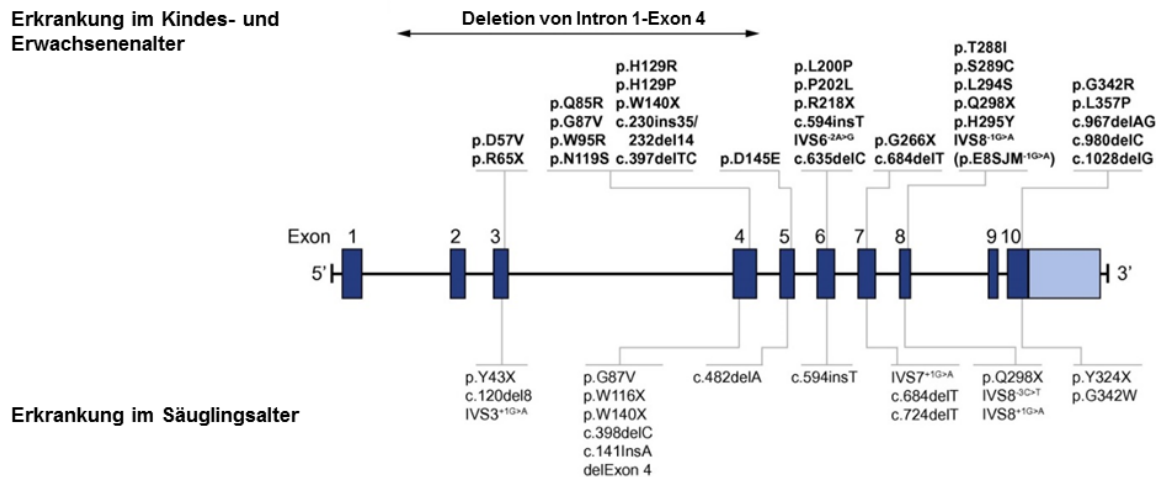 Erkrankung im Kindes- und
Erwachsenenalter
Deletion von Intron 1-Exon 4
p.D57V
p.R65X
p.Q85R
p.G87V
p.W95R
p.N119S
p.H129R
p.H129P
p.W140X
c.230ins35/
232del14
c.397delTC
p.D145E
p.L200P
p.P202L
p.R218X
c.594insT
IVS6-2A>G
c.635delC
p.G266X
c.684delT
p.T288I
p.S289C
p.L294S
p.Q298X
p.H295Y
IVS8-1G>A
(p.E8SJM-1G>A)
p.G342R
p.L357P
c.967delAG
c.980delC
c.1028delG
Exon 1 2 3 4 5 6 7 8 9 10
5' 3'
Erkrankung im Säuglingsalter
p.Y43X
c.120del8
IVS3+1G>A
p.G87V
p.W116X
p.W140X
c.398delC
c.141InsA
delExon 4
c.482delA
c.594insT
IVS7+1G>A
c.684delT
c.724delT
p.Q298X
IVS8-3C>T
IVS8+1G>A
p.Y324X
p.G342W